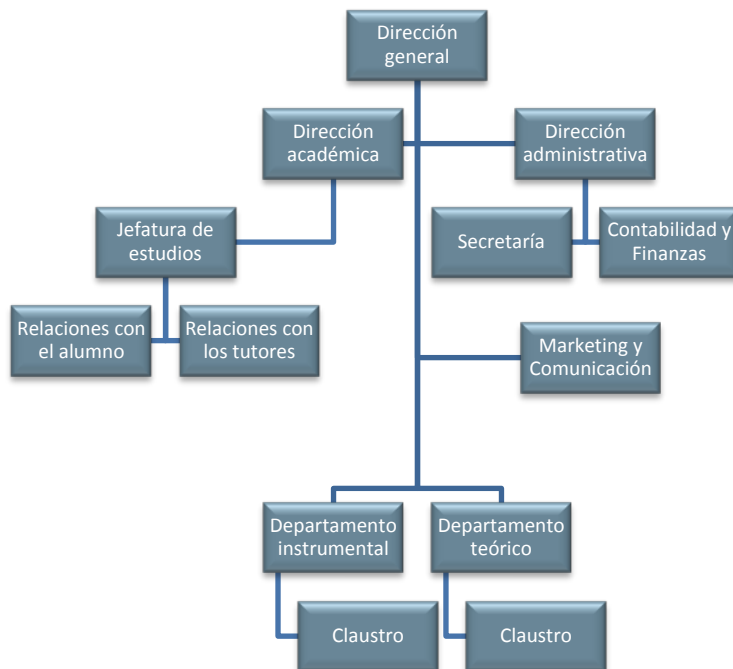 Dirección
general
Dirección
académica
Dirección
administrativa
Jefatura de
estudios
Secretaría
Contabilidad y
Finanzas
Relaciones con
el alumno
Relaciones con
los tutores
Marketing y
Comunicación
Departamento
instrumental
Departamento
teórico
Claustro
Claustro